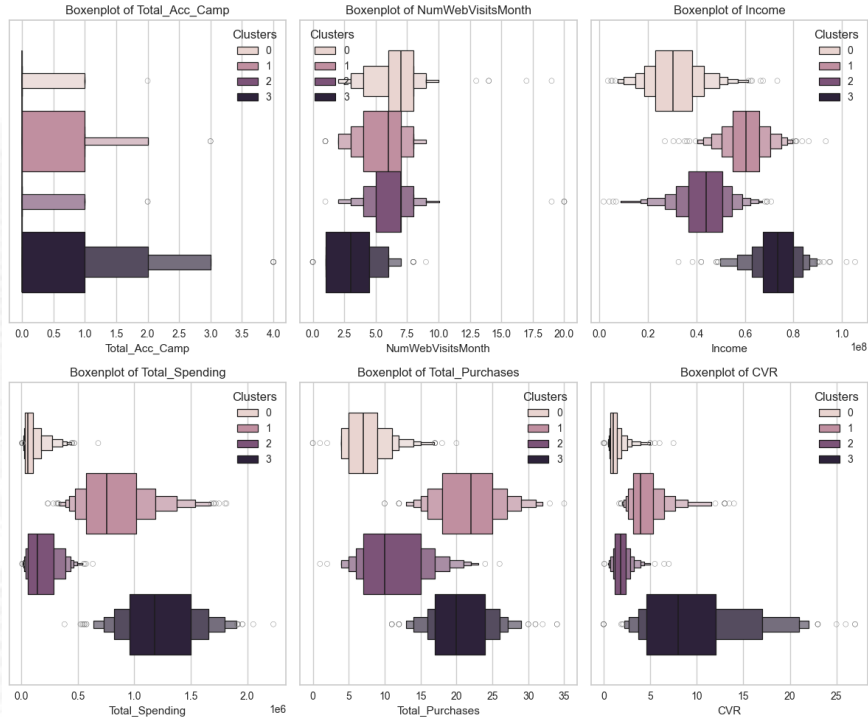 Boxenplot of Total_Acc_Camp
Clusters
0
1
2
3
0.0 0.5 1.0 1.5 2.0 2.5 3.0 3.5 4.0
Total_Acc_Camp
Boxenplot of NumWebVisitsMonth
Clusters
0
1
2
3
0.0 2.5 5.0 7.5 10.0 12.5 15.0 17.5 20.0
NumWebVisitsMonth
Boxenplot of Income
Clusters
0
1
2
3
0.0 0.2 0.4 0.6 0.8 1.0
1e8
Income
Boxenplot of Total_Spending
Clusters
0
1
2
3
0.0 0.5 1.0 1.5 2.0
1e6
Total_Spending
Boxenplot of Total_Purchases
Clusters
0
1
2
3
0 5 10 15 20 25 30 35
Total_Purchases
Boxenplot of CVR
Clusters
0
1
2
3
0 5 10 15 20 25
CVR